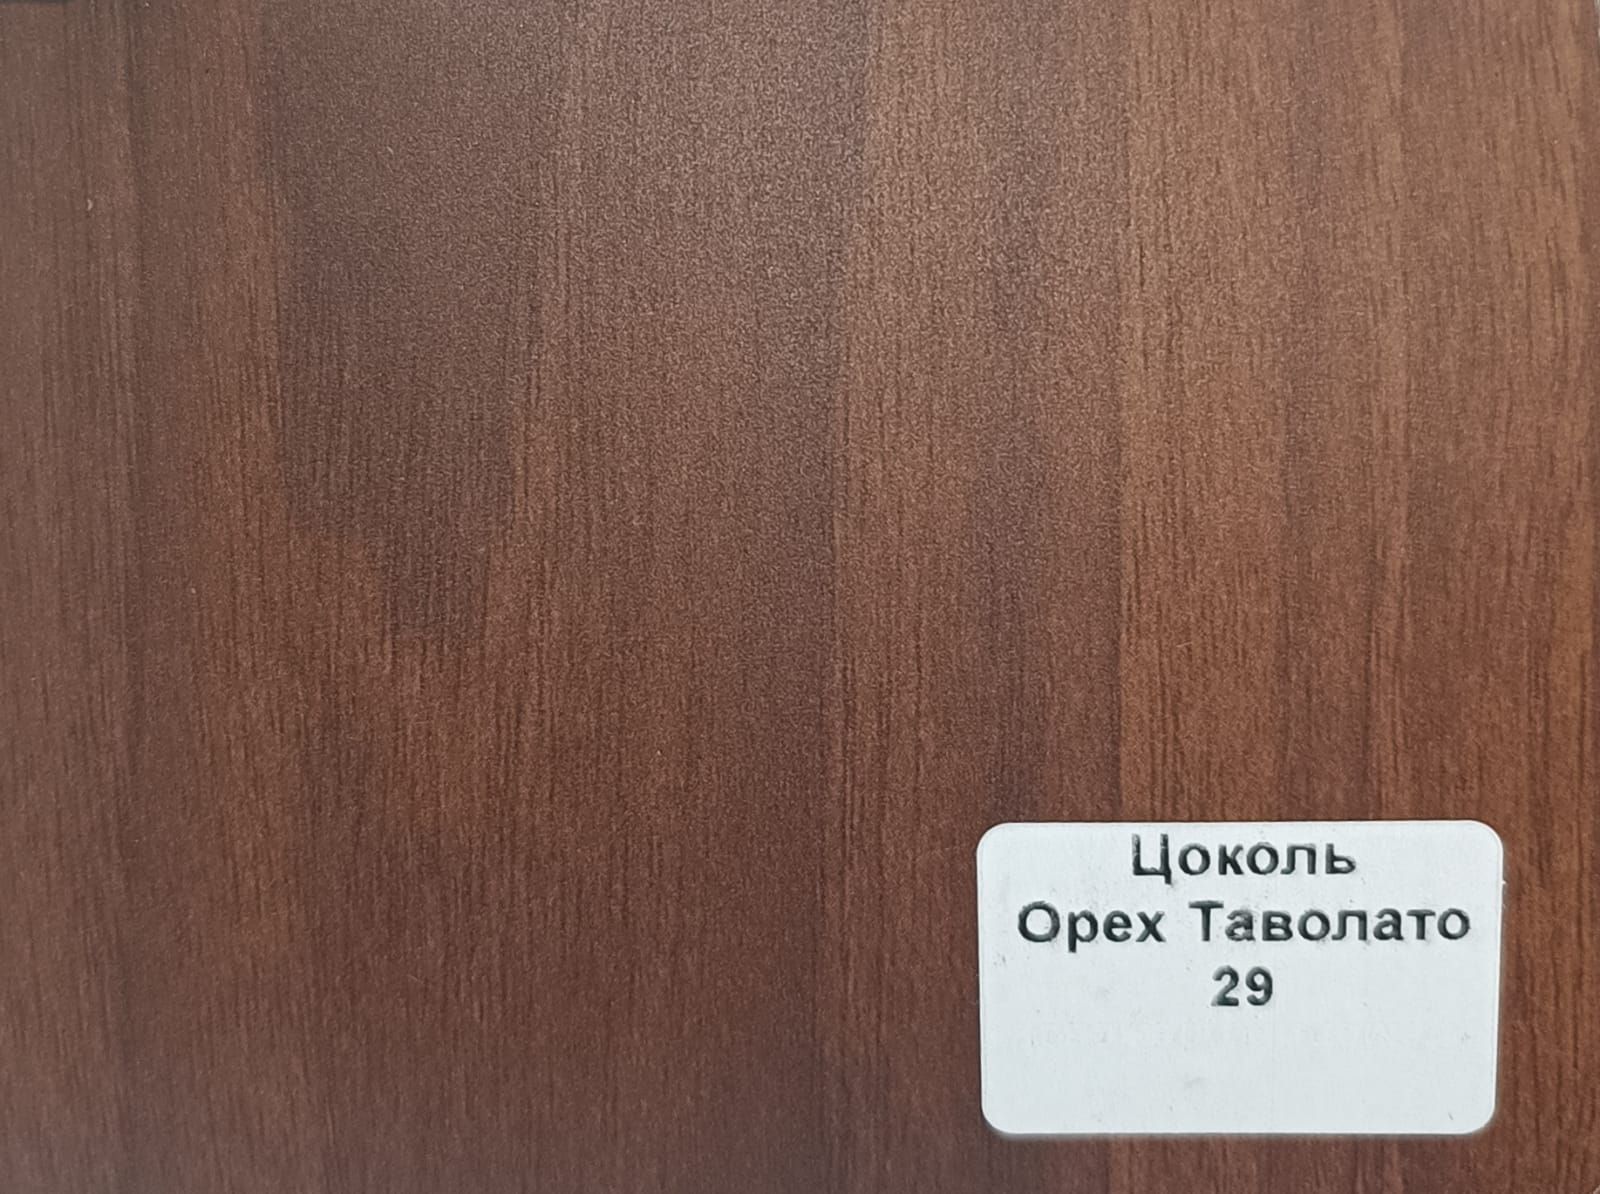 Цоколь
Орех Таволато
29